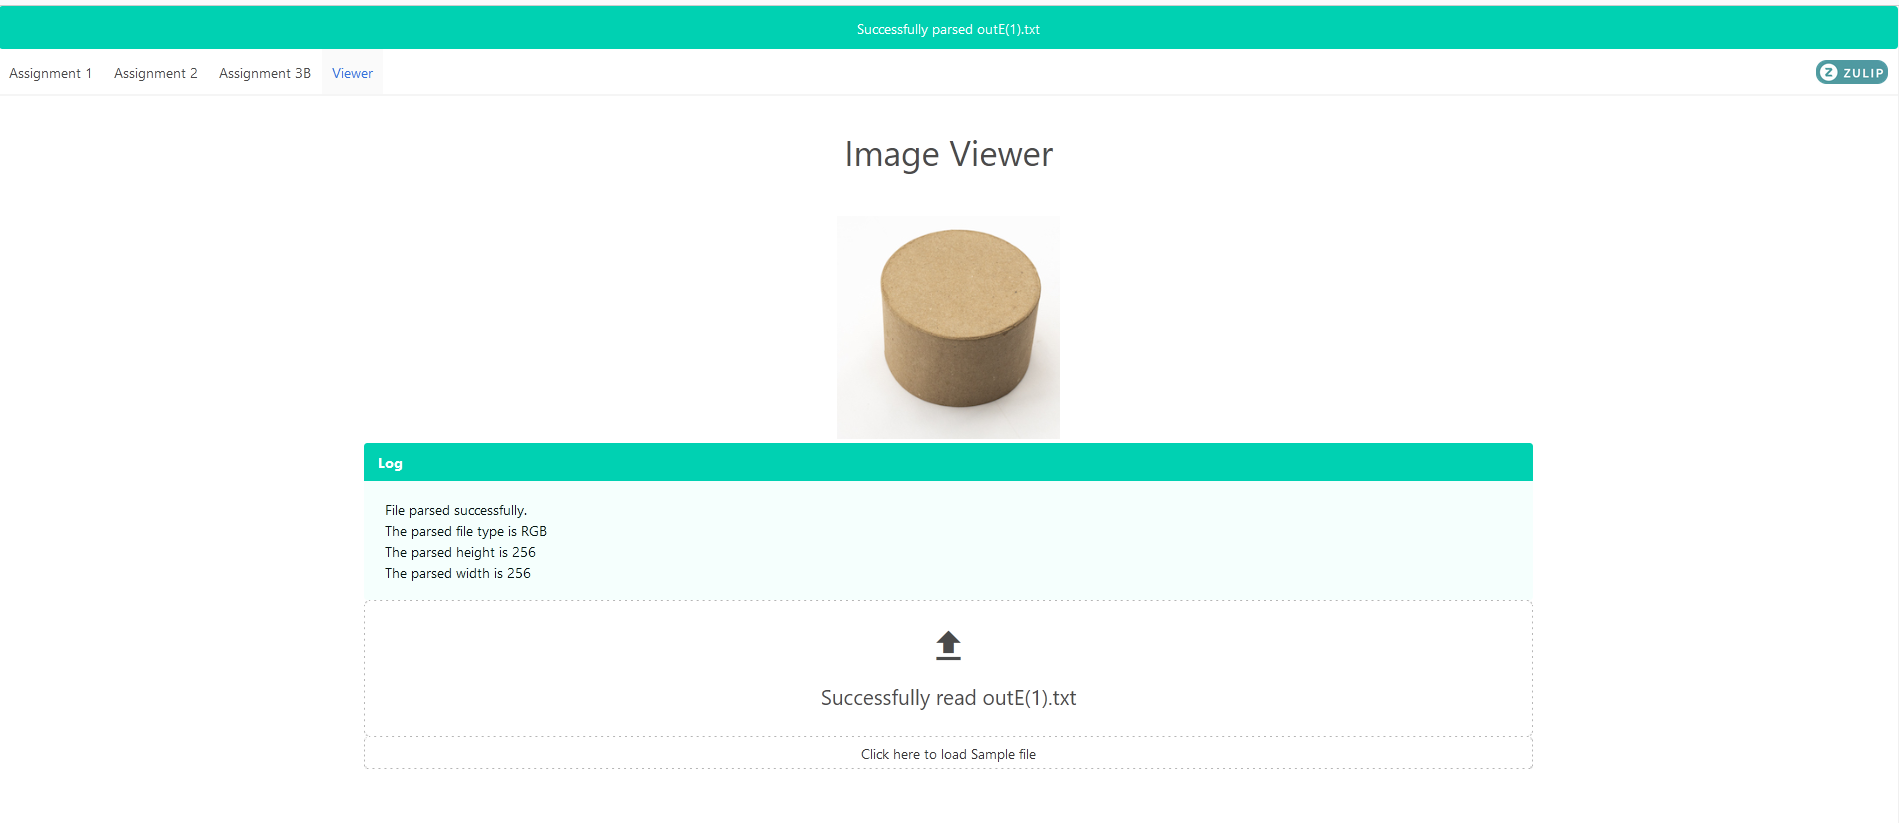 Successfully parsed outE(1).txt
Assignment 1 Assignment 2 Assignment 3B Viewer Z ZULIP
Image Viewer
Log
File parsed successfully.
The parsed file type is RGB
The parsed height is 256
The parsed width is 256
Successfully read outE(1).txt
Click here to load Sample file